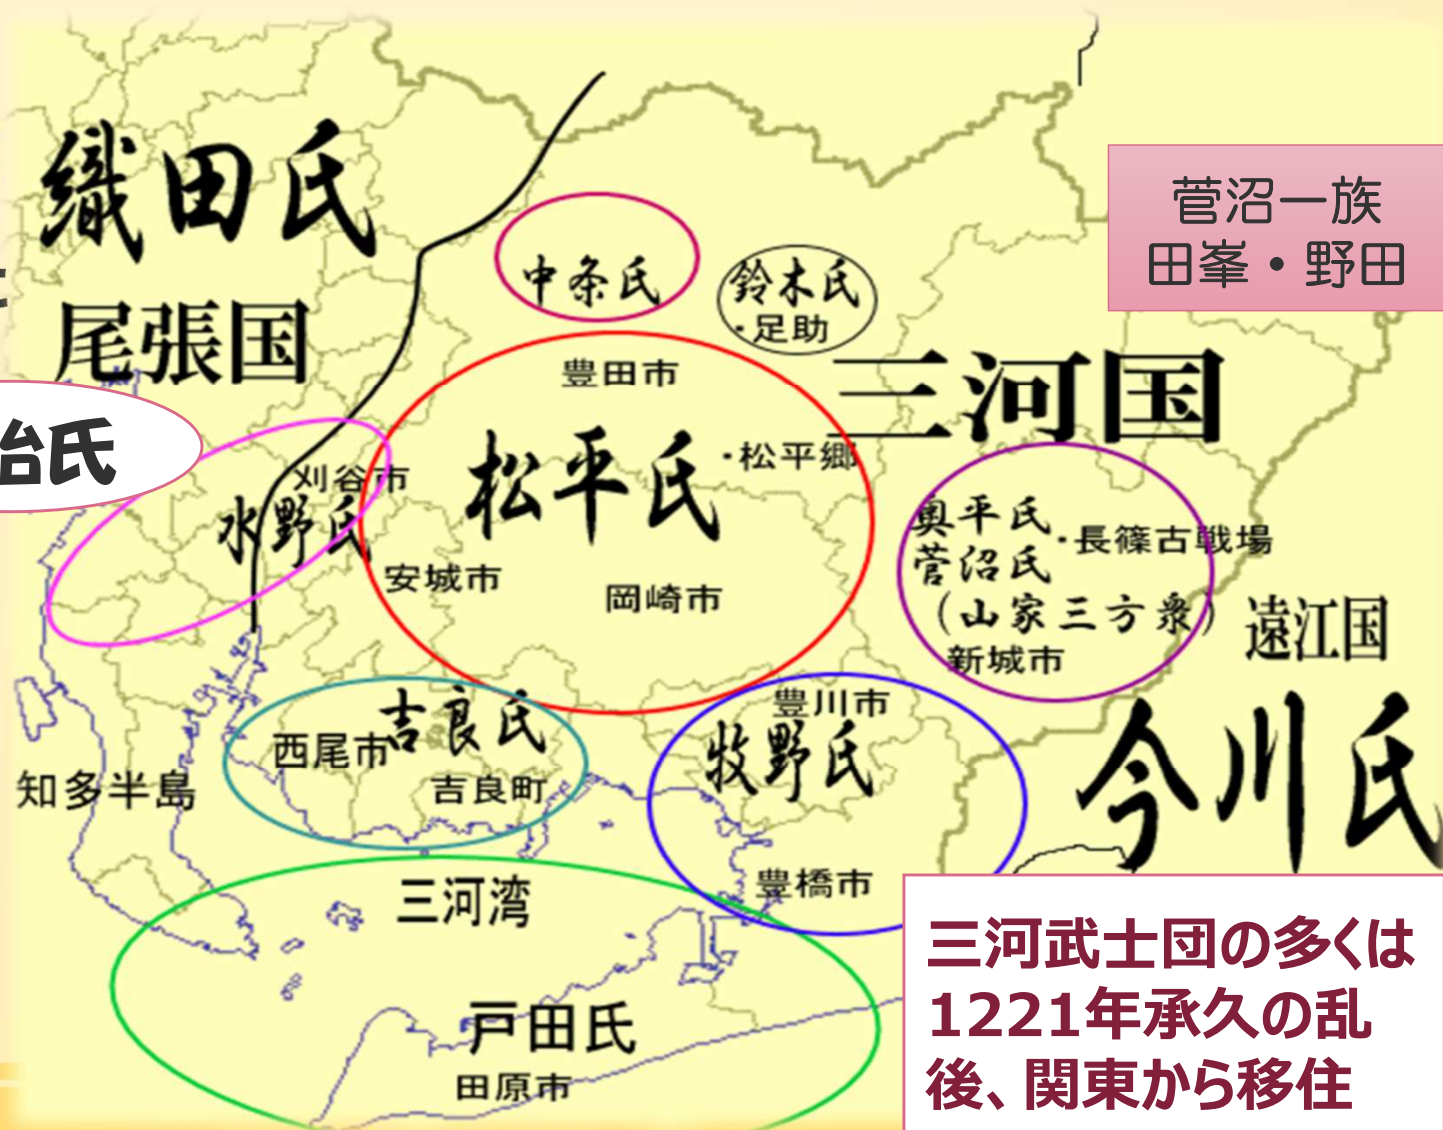 織田氏
尾張国
治氏
中条氏
鈴木氏
・足助
菅沼一族
田峯・野田
豊田市
三河国
松平氏
・松平郷
刈谷市
水野氏
安城市
岡崎市
奥平氏
・長篠古戦場
菅沼氏
（山家三方衆）
新城市
遠江国
今川氏
吉良氏
西尾市
吉良町
知多半島
豊川市
牧野氏
豊橋市
三河湾
戸田氏
田原市
三河武士団の多くは
1221年承久の乱
後、関東から移住